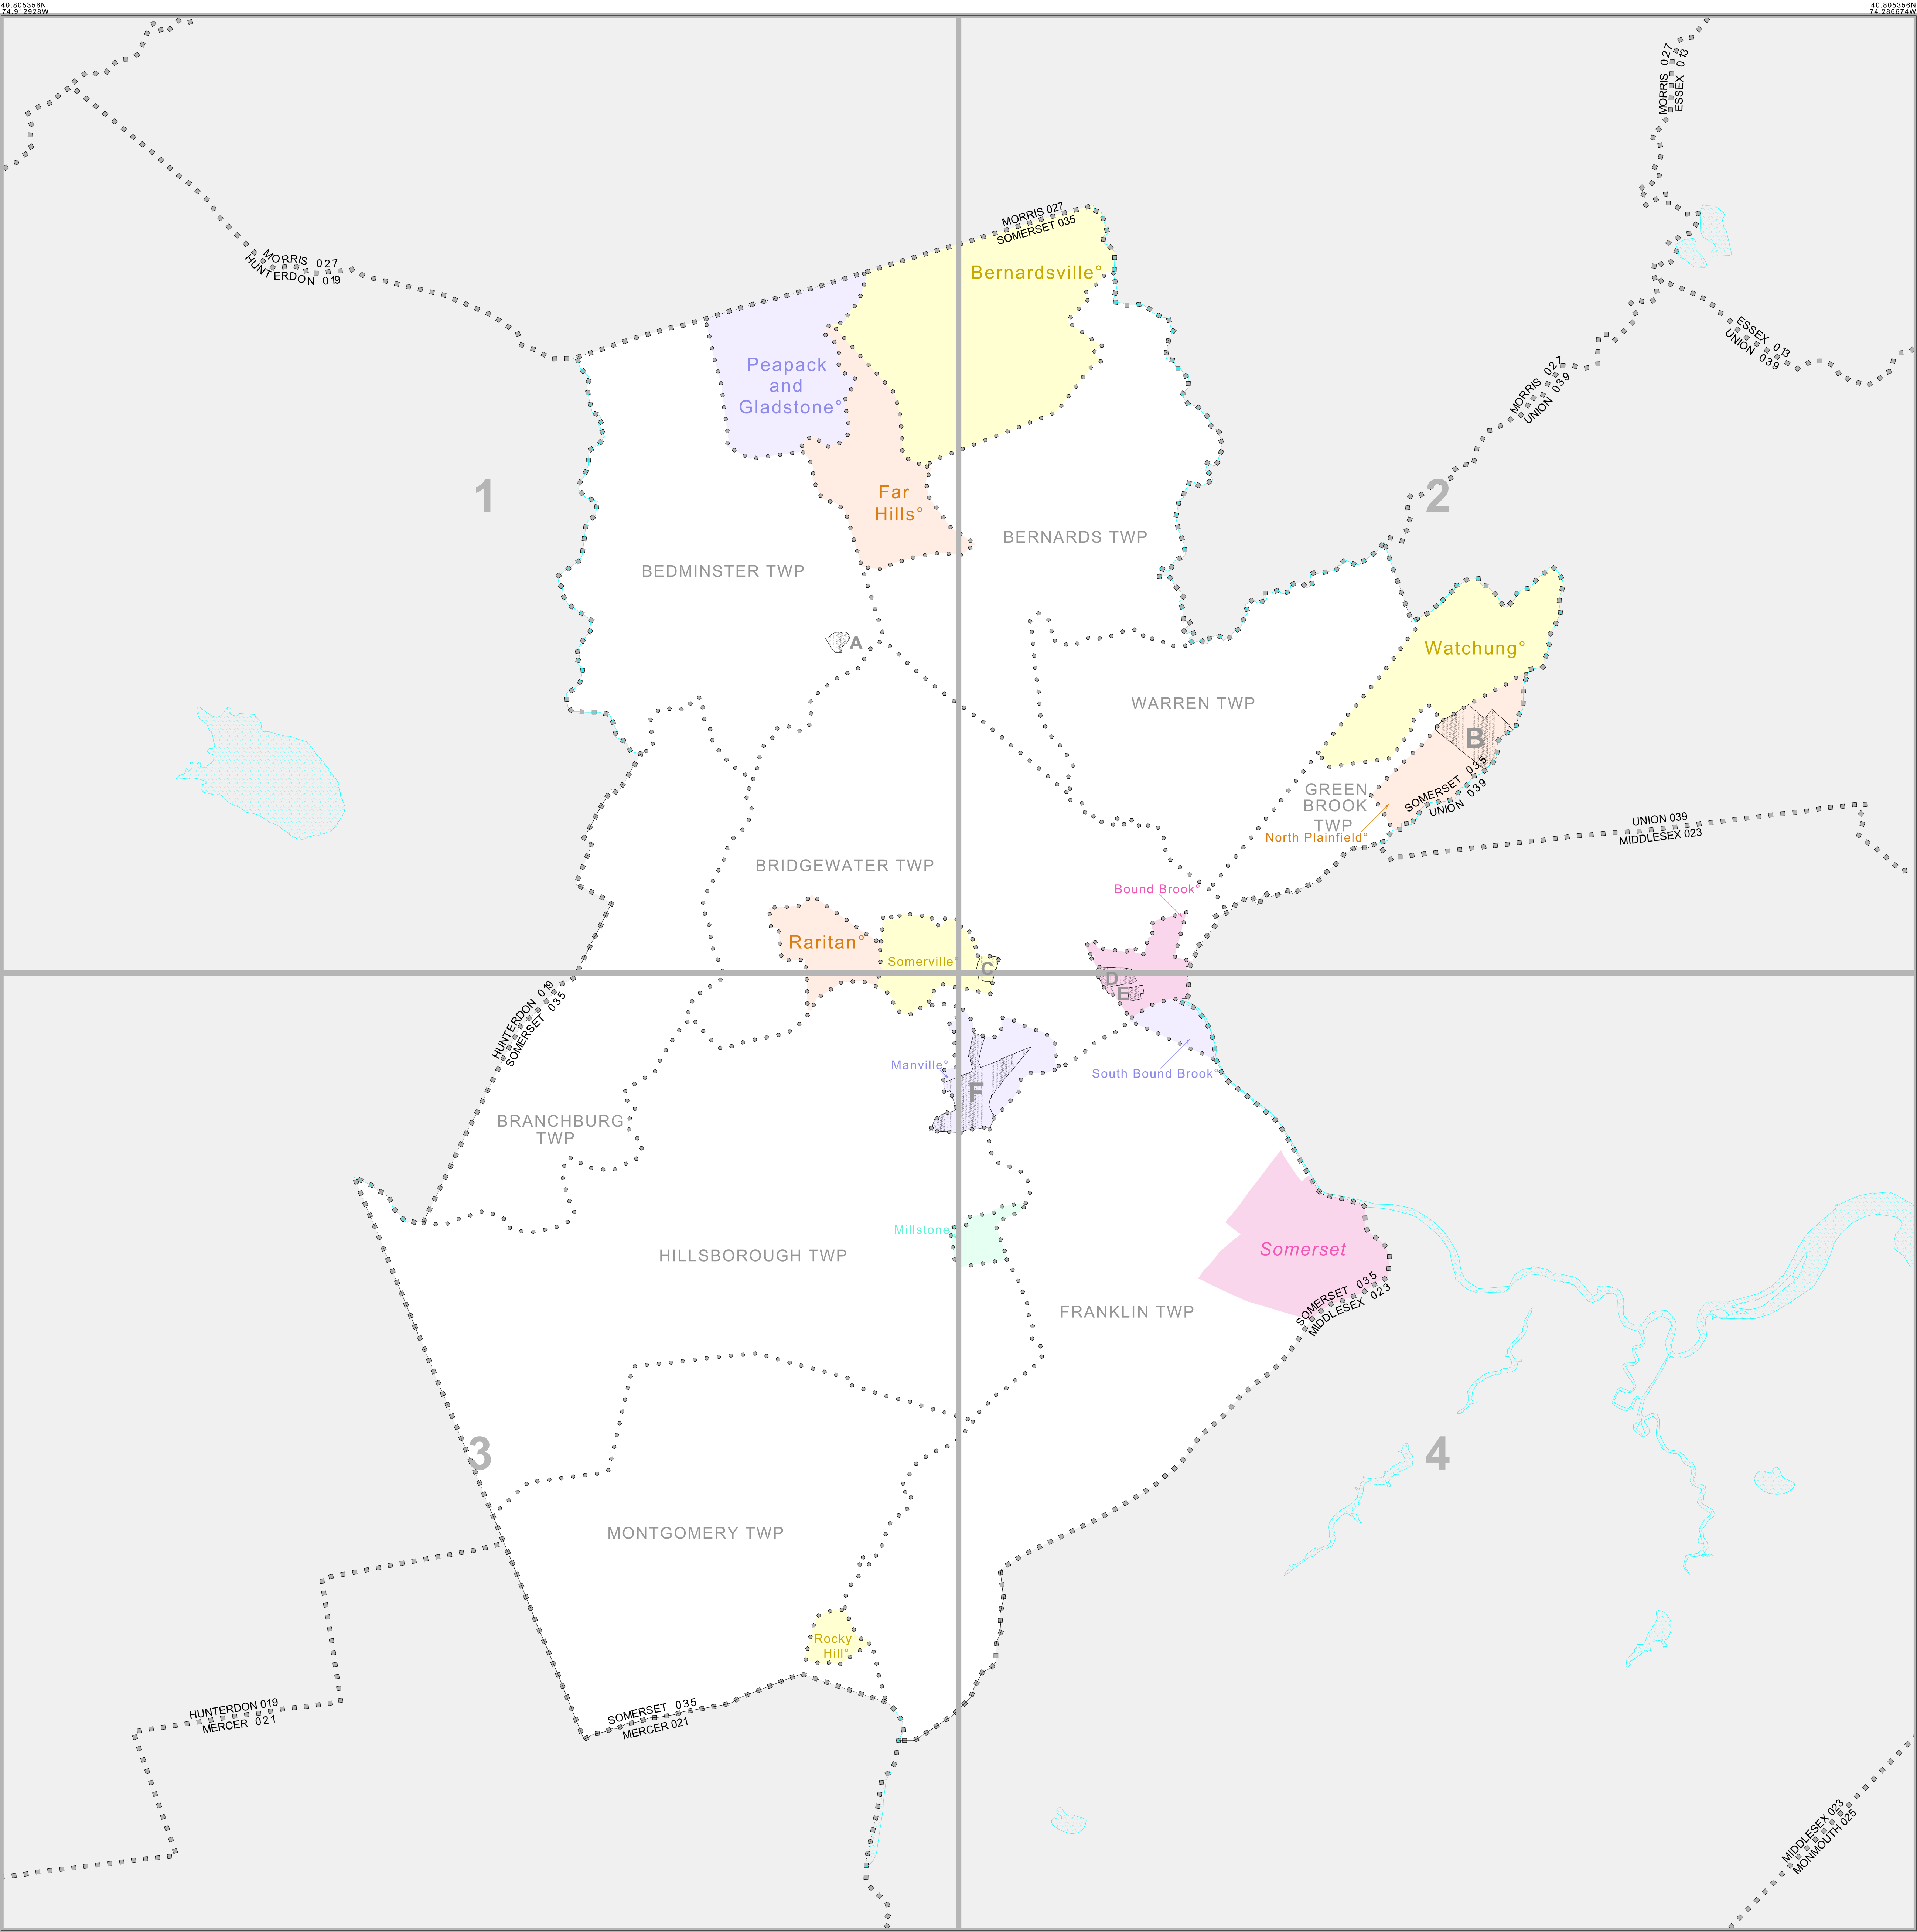 40.805356N
74.912928W
40.805356N
74.286674W
MORRIS 027
ESSEX 013
MORRIS 027
SOMERSET 035
MORRIS 027
HUNTERDON 019
Bernardsville°
ESSEX 013
UNION 039
Peapack
and
Gladstone°
MORRIS 027
UNION 039
1
2
Far
Hills°
BERNARDS TWP
BEDMINSTER TWP
A
Watchung°
WARREN TWP
B
SOMERSET 035
UNION 039
GREEN
BROOK
TWP
North Plainfield°
UNION 039
MIDDLESEX 023
BRIDGEWATER TWP
Bound Brook°
Raritan°
Somerville°
C
D
E
HUNTERDON 019
SOMERSET 035
Manville°
South Bound Brook°
F
BRANCHBURG
TWP
Millstone
HILLSBOROUGH TWP
Somerset
FRANKLIN TWP
SOMERSET 035
MIDDLESEX 023
3
4
MONTGOMERY TWP
Rocky
Hill°
HUNTERDON 019
MERCER 021
SOMERSET 035
MERCER 021
MIDDLESEX 023
MONMOUTH 025